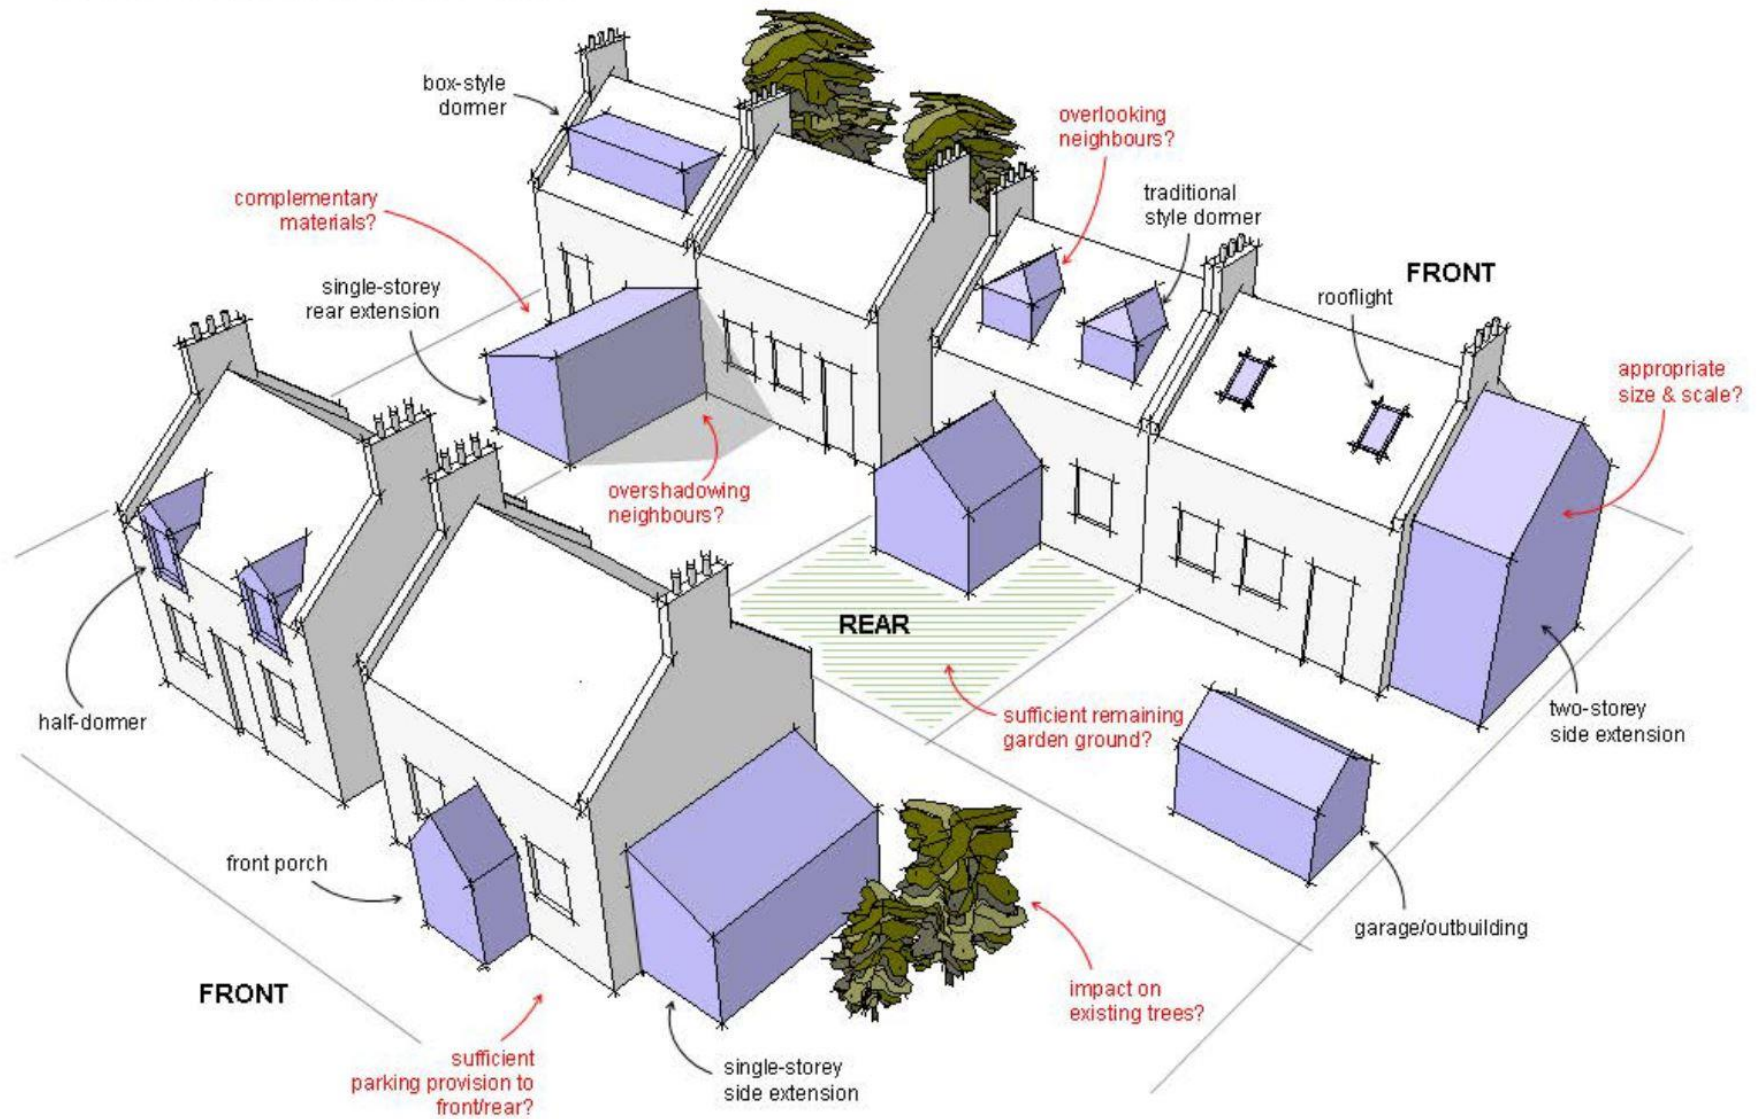 box-style
dormer
overlooking
neighbours?
complementary
materials?
traditional
style dormer
FRONT
single-storey
rear extension
rooflight
appropriate
size & scale?
overshadowing
neighbours?
REAR
half-dormer
sufficient remaining
garden ground?
two-storey
side extension
front porch
garage/outbuilding
FRONT
impact on
existing trees?
sufficient
parking provision to
front/rear?
single-storey
side extension